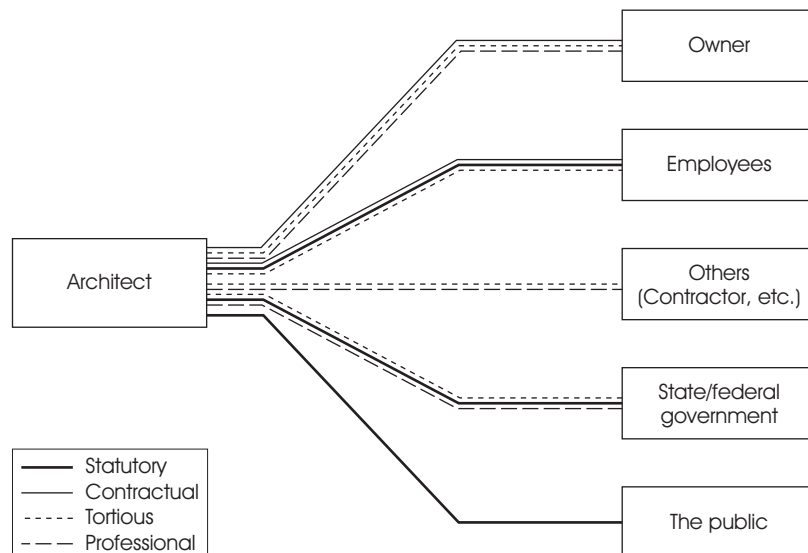 Owner
Employees
Architect
Others
(Contractor, etc.)
State/federal
government
The public
Statutory
Contractual
Tortious
Professional